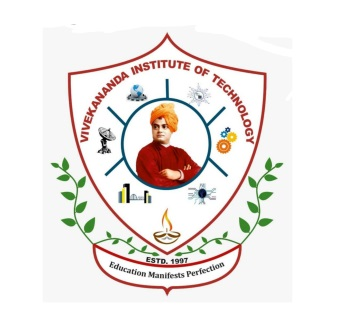 VIVEKANANDA INSTITUTE OF TECHNOLOGY
ESTD. 1997
Education Manifests Perfection